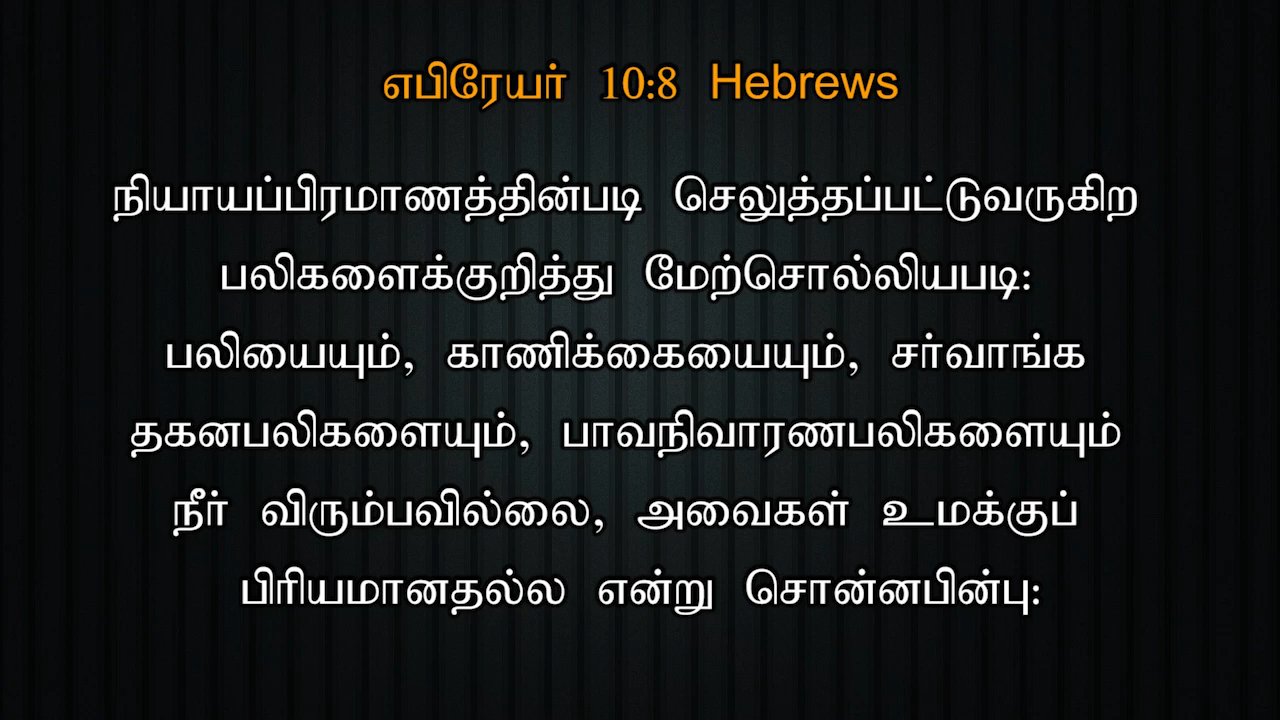 எபிரேயர் 10:8 Hebrews
நியாயப்பிரமாணத்தின்படி செலுத்தப்பட்டுவருகிற
பலிகளைக்குறித்து மேற்சொல்லியபடி:
பலியையும், காணிக்கையையும், சர்வாங்க
தகனபலிகளையும், பாவநிவாரணபலிகளையும்
நீர் விரும்பவில்லை, அவைகள் உமக்குப்
பிரியமானதல்ல என்று சொன்னபின்பு: